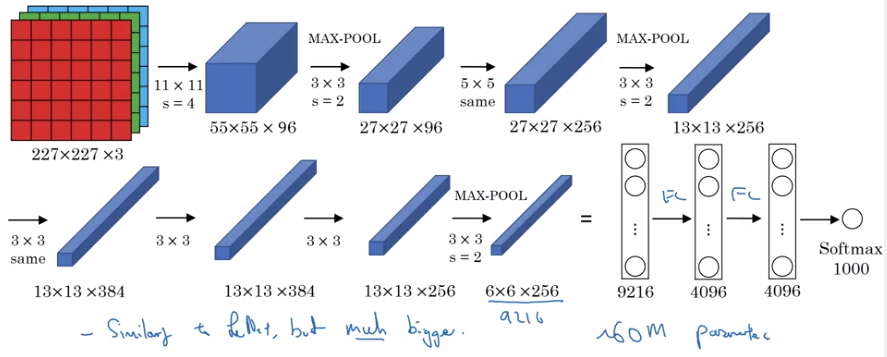 MAX-POOL
MAX-POOL
11 × 11
s = 4
3 × 3
s = 2
5 × 5
same
3 × 3
s = 2
55×55 × 96
27×27 ×96
27×27 ×256
13×13 ×256
227×227 ×3
FC
FC
MAX-POOL
3 × 3
same
3 × 3
3 × 3
3 × 3
s = 2
=
...
...
...
Softmax
1000
13×13 ×384
13×13 ×384
13×13 ×256
6×6 ×256
9216
4096
4096
9216
- Similar to LeNet, but much bigger.
~60M parameters